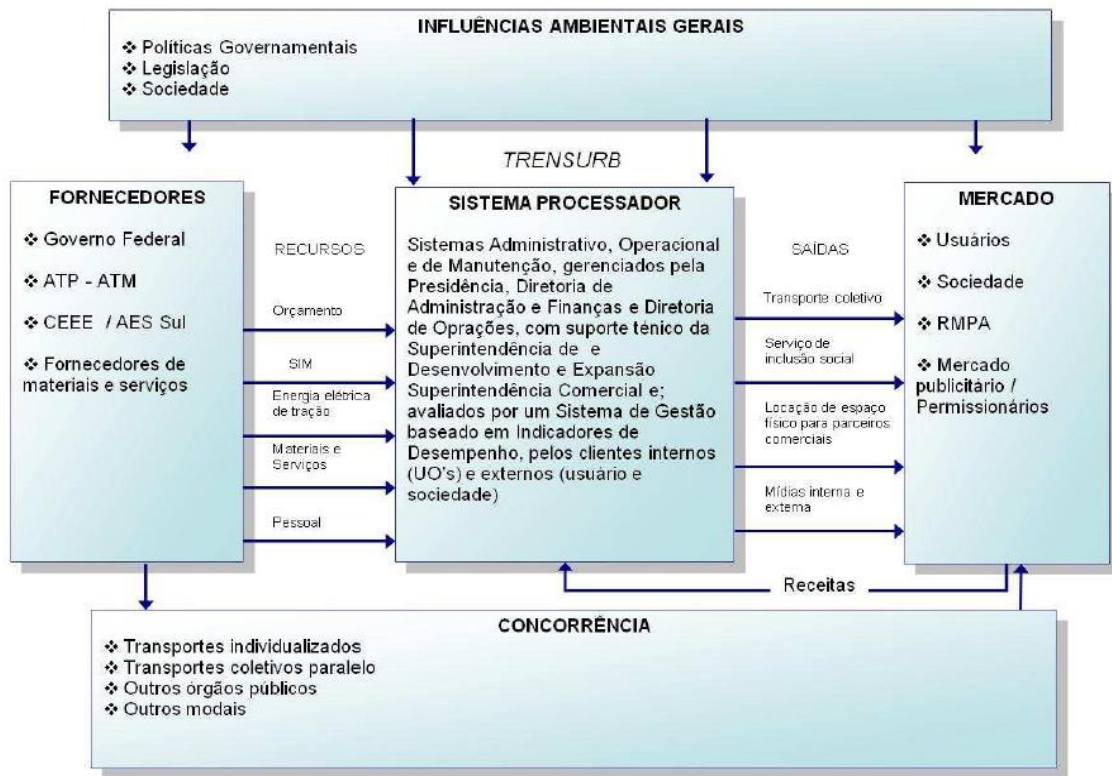 INFLUÊNCIAS AMBIENTAIS GERAIS
❖ Políticas Governamentais
❖ Legislação
❖ Sociedade
TRENSURB
FORNECEDORES
❖ Governo Federal
❖ ATP - ATM
❖ CEEE / AES Sul
❖ Fornecedores de
materiais e serviços
RECURSOS
Orçamento
SIM
Energia elétrica
de tração
Materiais e
Serviços
Pessoal
SISTEMA PROCESSADOR
Sistemas Administrativo, Operacional
e de Manutenção, gerenciados pela
Presidência, Diretoria de
Administração e Finanças e Diretoria
de Oprações, com suporte ténico da
Superintendência de e
Desenvolvimento e Expansão
Superintendência Comercial e;
avaliados por um Sistema de Gestão
baseado em Indicadores de
Desempenho, pelos clientes internos
(UO's) e externos (usuário e
sociedade)
SAÍDAS
Transporte coletivo
Serviço de
inclusão social
Locação de espaço
físico para parceiros
comerciais
Mídias interna e
externa
MERCADO
❖ Usuários
❖ Sociedade
❖ RMPA
❖ Mercado
publicitário /
Permissionários
Receitas
CONCORRÊNCIA
❖ Transportes individualizados
❖ Transportes coletivos paralelo
❖ Outros órgãos públicos
❖ Outros modais